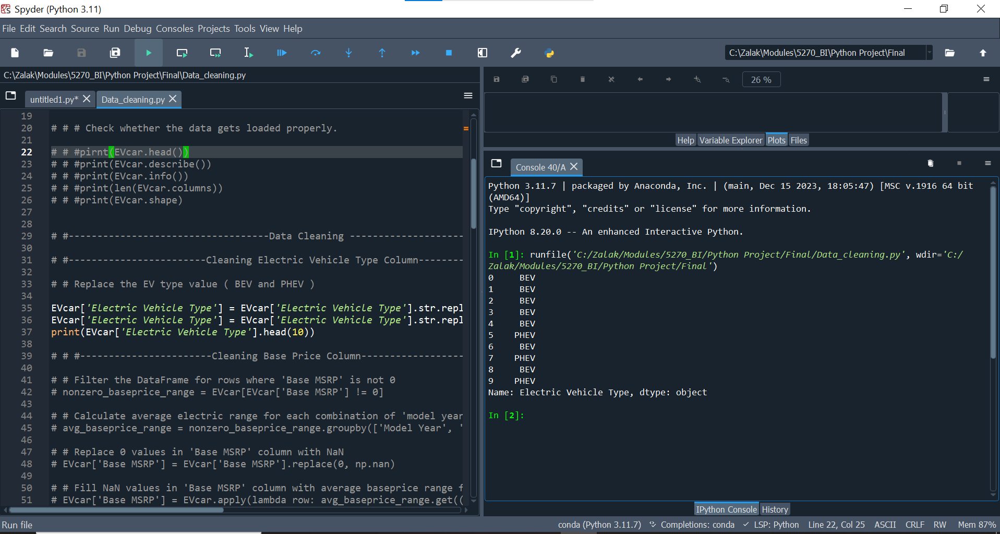 Spyder (Python 3.11)
File Edit Search Source Run Debug Consoles Projects Tools View Help
C:\Zalak\Modules\5270_BI\Python Project\Final
C:\Zalak\Modules\5270_BI\Python Project\Final\Data_cleaning.py
untitled1.py*
Data_cleaning.py
19
20 # # # Check whether the data gets loaded properly.
21
22 # # #pirnt(EVcar.head())
23 # # #print(EVcar.describe())
24 # # #print(EVcar.info())
25 # # #print(len(EVcar.columns))
26 # # #print(EVcar.shape)
27
28
29 # #-----------------------------------Data Cleaning --------------------
30
31 # #------------------------Cleaning Electric Vehicle Type Column--------
32
33 # # Replace the EV type value ( BEV and PHEV )
34
35 EVcar['Electric Vehicle Type'] = EVcar['Electric Vehicle Type'].str.repl
36 EVcar['Electric Vehicle Type'] = EVcar['Electric Vehicle Type'].str.repl
37 print(EVcar['Electric Vehicle Type'].head(10))
38
39 # # #-----------------------Cleaning Base Price Column------------------
40
41 # # Filter the DataFrame for rows where 'Base MSRP' is not 0
42 # nonzero_baseprice_range = EVcar[EVcar['Base MSRP'] != 0]
43
44 # # Calculate average electric range for each combination of 'model year
45 # avg_baseprice_range = nonzero_baseprice_range.groupby(['Model Year', '
46
47 # # Replace 0 values in 'Base MSRP' column with NaN
48 # EVcar['Base MSRP'] = EVcar['Base MSRP'].replace(0, np.nan)
49
50 # # Fill NaN values in 'Base MSRP' column with average baseprice range f
51 # EVcar['Base MSRP'] = EVcar.apply(lambda row: avg_baseprice_range.get((
26 %
Help Variable Explorer Plots Files
Console 40/A
Python 3.11.7 | packaged by Anaconda, Inc. | (main, Dec 15 2023, 18:05:47) [MSC v.1916 64 bit
(AMD64)]
Type "copyright", "credits" or "license" for more information.
IPython 8.20.0 -- An enhanced Interactive Python.
In [1]: runfile('C:/Zalak/Modules/5270_BI/Python Project/Final/Data_cleaning.py', wdir='C:/
Zalak/Modules/5270_BI/Python Project/Final')
0 BEV
1 BEV
2 BEV
3 BEV
4 BEV
5 PHEV
6 BEV
7 PHEV
8 BEV
9 PHEV
Name: Electric Vehicle Type, dtype: object
In [2]:
IPython Console History
Run file
conda (Python 3.11.7) Completions: conda LSP: Python Line 22, Col 25 ASCII CRLF RW Mem 87%